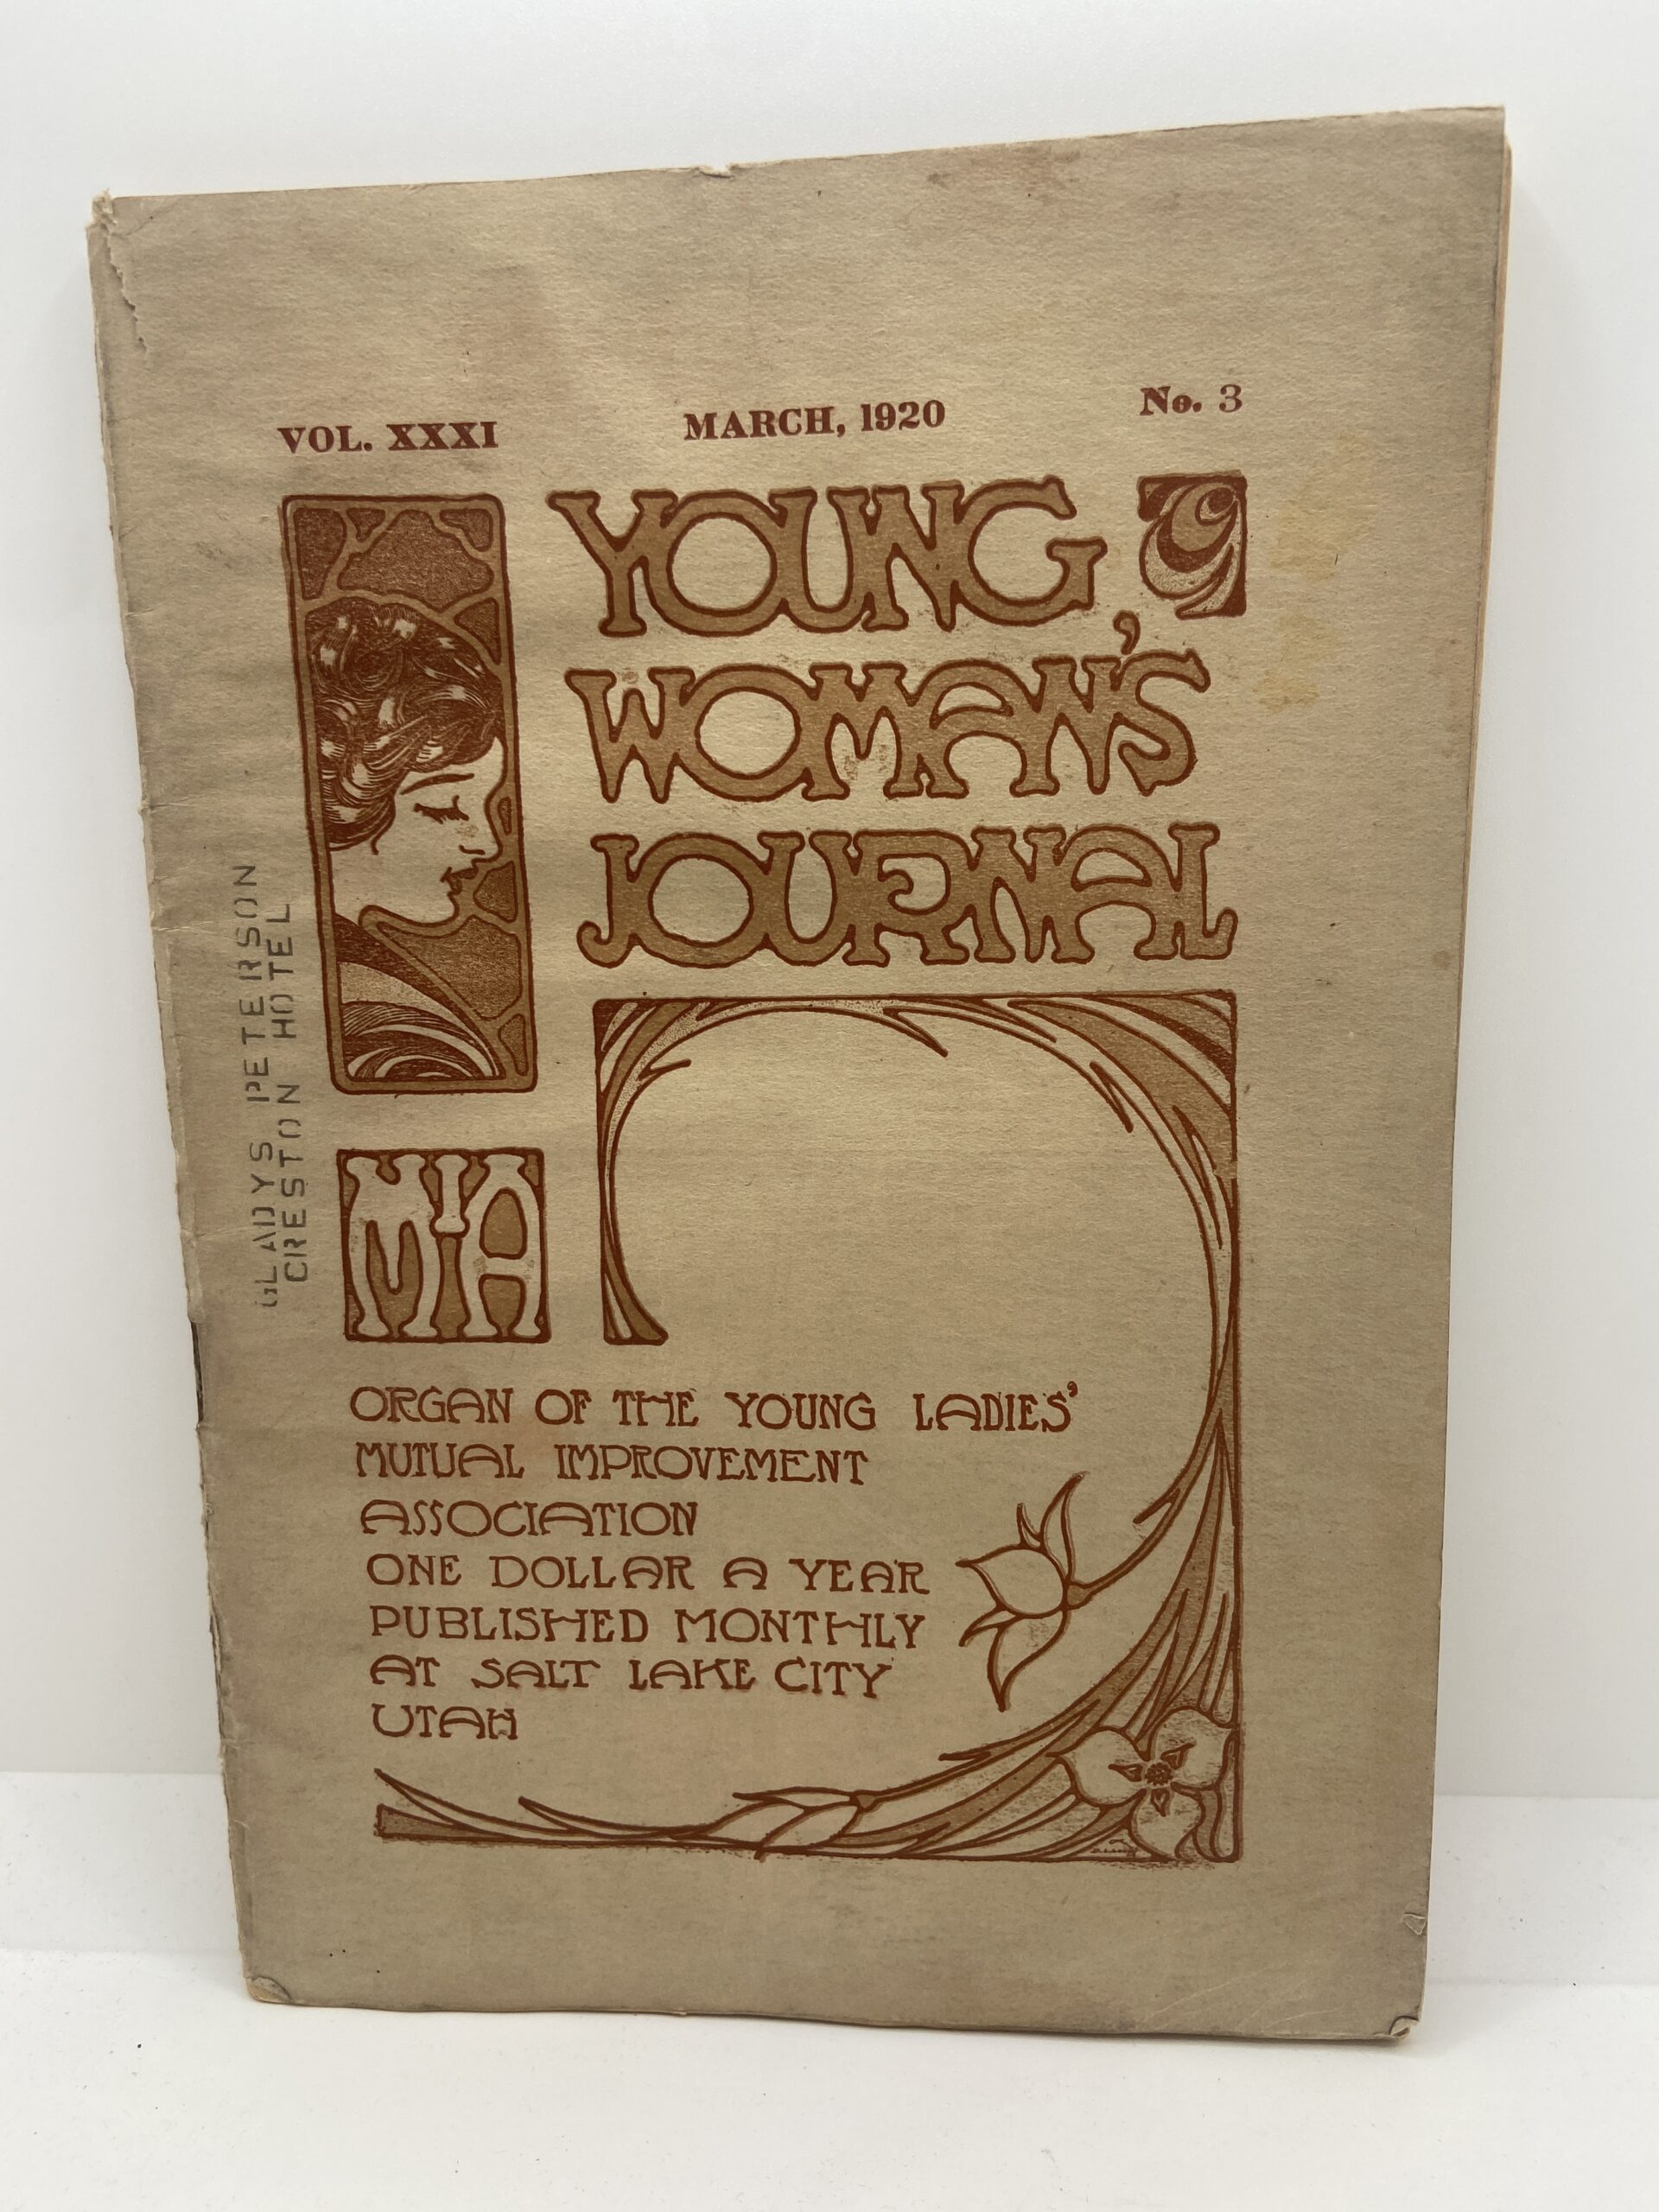 VOL. XXXI MARCH, 1920 No. 3
YOUNG
WOMAN'S
JOURNAL
GLADYS PETERSON
CRESTON HOTEL
MIA
ORGAN OF THE YOUNG LADIES'
MUTUAL IMPROVEMENT
ASSOCIATION
ONE DOLLAR A YEAR
PUBLISHED MONTHLY
AT SALT LAKE CITY
UTAH